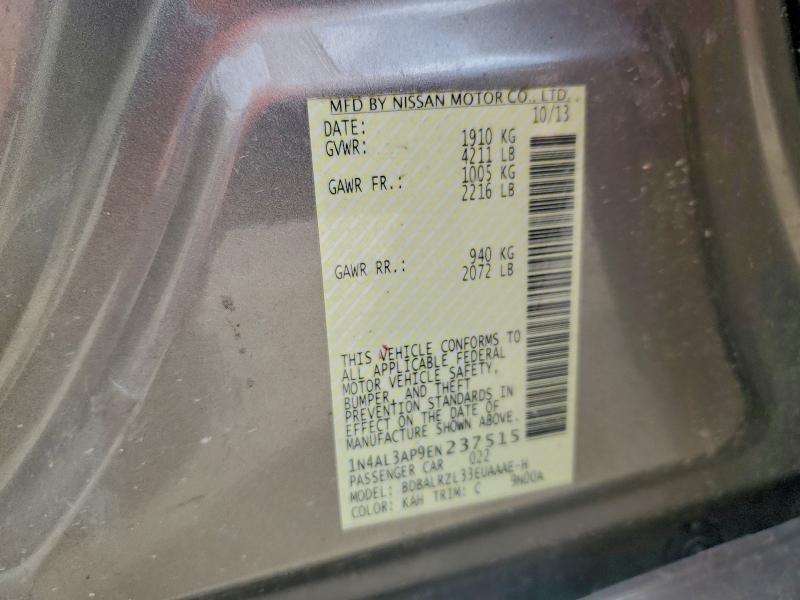 MFD BY NISSAN MOTOR CO., LTD.
DATE: 10/13
GVWR: 1910 KG
4211 LB
GAWR FR.: 1005 KG
2216 LB
GAWR RR.: 940 KG
2072 LB
THIS VEHICLE CONFORMS TO
ALL APPLICABLE FEDERAL
MOTOR VEHICLE SAFETY,
BUMPER, AND THEFT
PREVENTION STANDARDS IN
EFFECT ON THE DATE OF
MANUFACTURE SHOWN ABOVE.
1N4AL3AP9EN237515
PASSENGER CAR 022
MODEL: BDBALRZL33EUAAAE-H
COLOR: KAH TRIM: C 9N00A